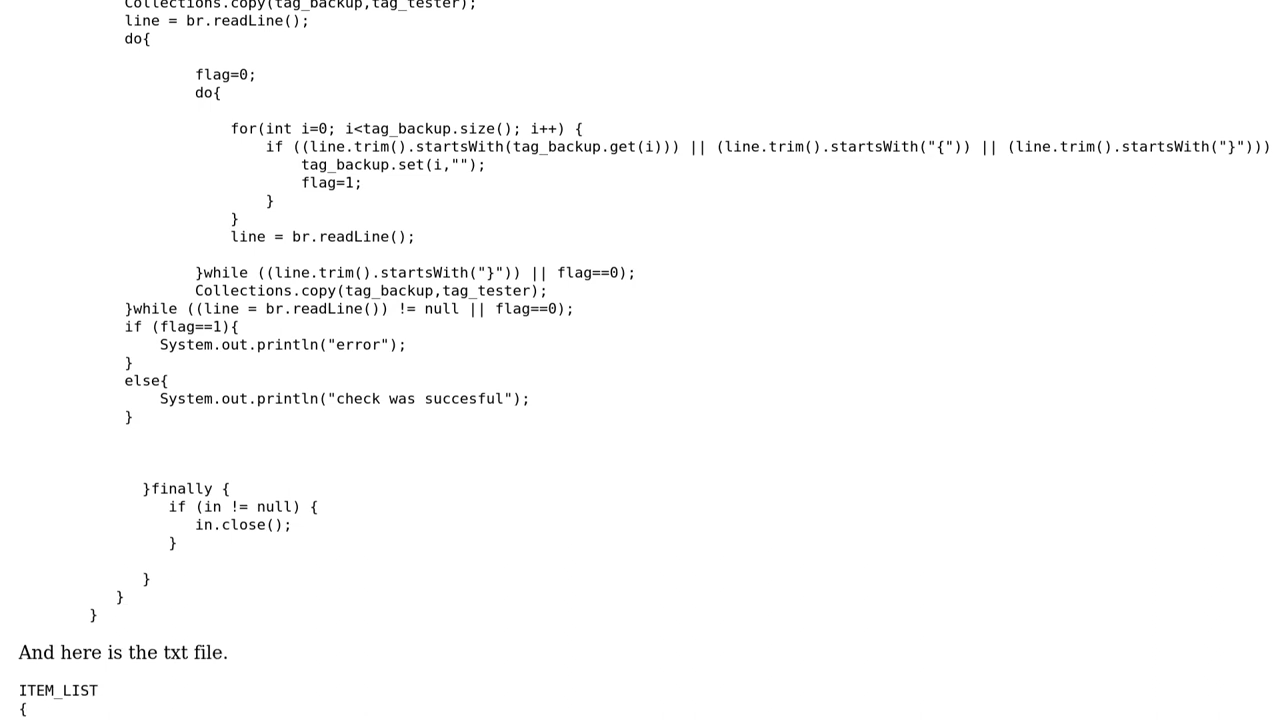 Collections.copy(tag_backup,tag_tester);
line = br.readLine();
do{
flag=0;
do{
for(int i=0; i<tag_backup.size(); i++) {
if ((line.trim().startsWith(tag_backup.get(i))) || (line.trim().startsWith("{")) || (line.trim().startsWith("}")))
tag_backup.set(i,"");
flag=1;
}
}
line = br.readLine();
}while ((line.trim().startsWith("}")) || flag==0);
Collections.copy(tag_backup,tag_tester);
}while ((line = br.readLine()) != null || flag==0);
if (flag==1){
System.out.println("error");
}
else{
System.out.println("check was succesful");
}
}finally {
if (in != null) {
in.close();
}
}
}
}
And here is the txt file.
ITEM_LIST
{